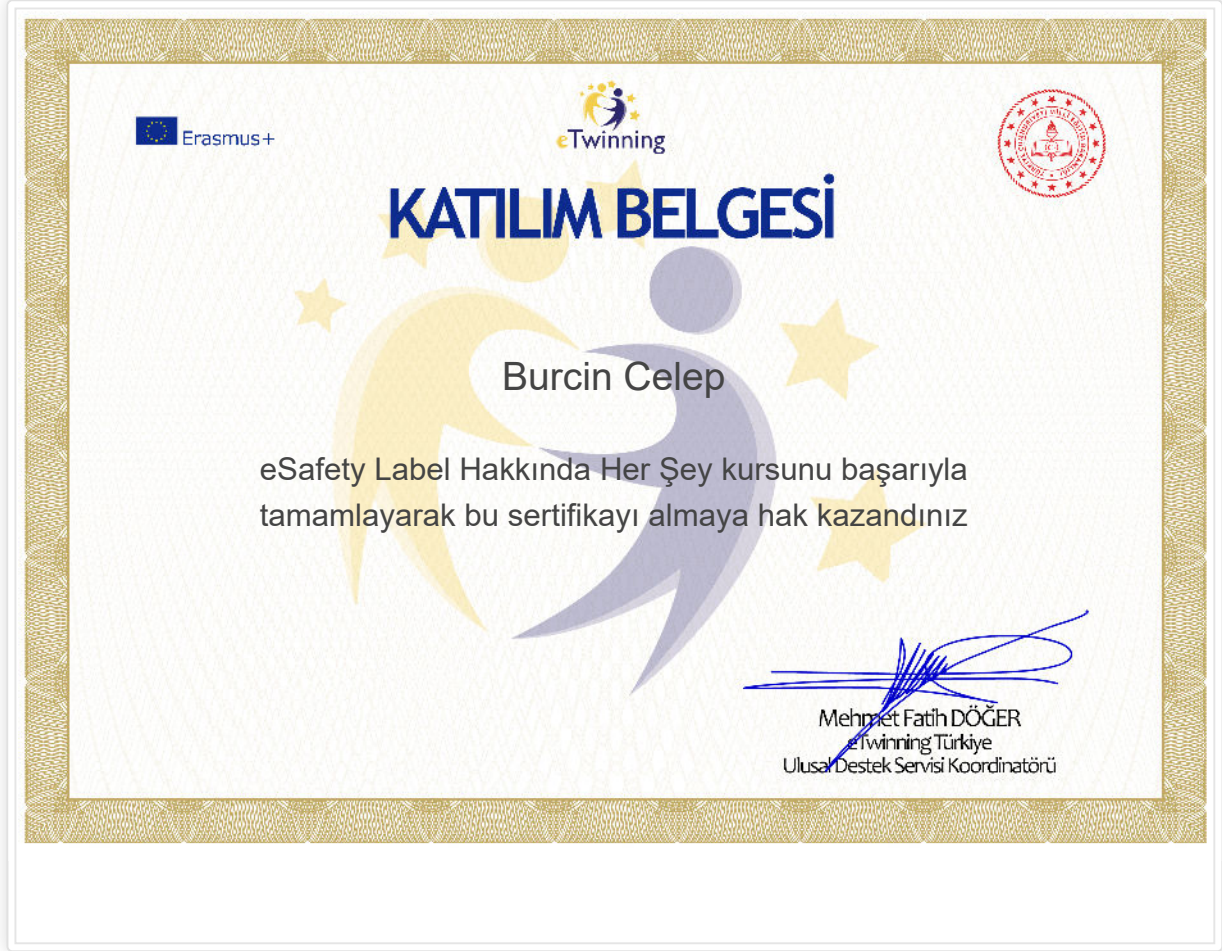 Erasmus+
eTwinning
KATILIM BELGESİ
Burcin Celep
eSafety Label Hakkında Her Şey kursunu başarıyla
tamamlayarak bu sertifikayı almaya hak kazandınız
Mehmet Fatih DÖĞER
eTwinning Türkiye
Ulusal Destek Servisi Koordinatörü